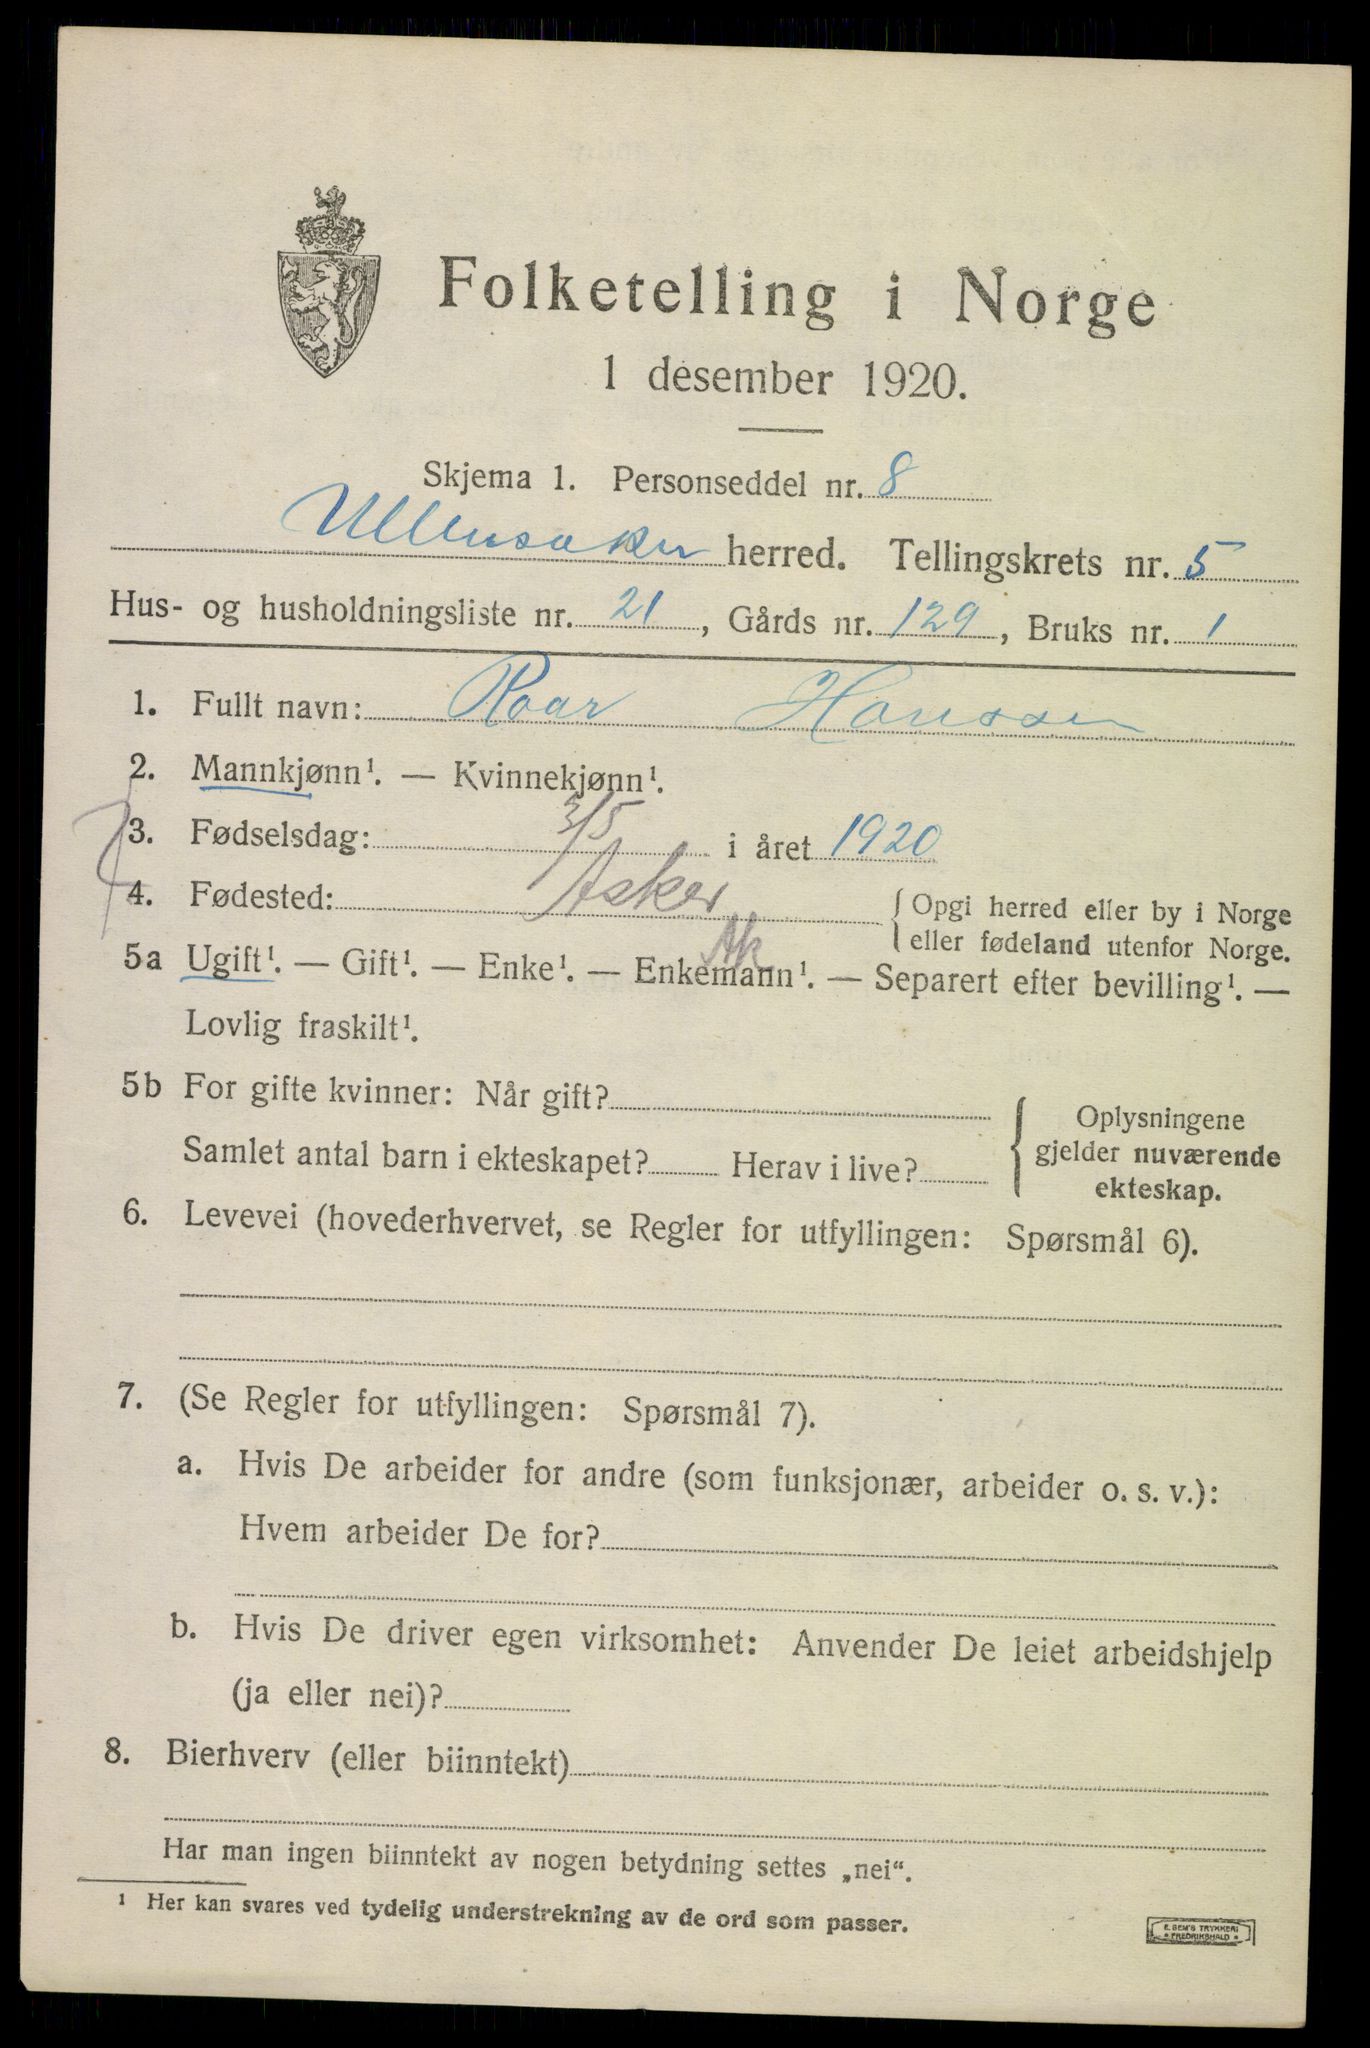 Folketelling i Norge
1 desember 1920.
Skjema 1. Personseddel nr. 8
Ullensaker herred. Tellingskrets nr. 5
Hus- og husholdningsliste nr. 21, Gårds nr. 129, Bruks nr. 1
1. Fullt navn: Roar Hanssen
2. Mannkjønn¹. — Kvinnekjønn¹.
3. Fødselsdag: 3/5 i året 1920
4. Fødested: Asker { Opgi herred eller by i Norge
eller fødeland utenfor Norge.
Ak
5a Ugift¹. — Gift¹. — Enke¹. — Enkemann¹. — Separert efter bevilling¹. —
Lovlig fraskilt¹.
5b For gifte kvinner: Når gift?
Samlet antal barn i ekteskapet? Herav i live?
{ Oplysningene
gjelder nuværende
ekteskap.
6. Levevei (hovederhvervet, se Regler for utfyllingen: Spørsmål 6).
7. (Se Regler for utfyllingen: Spørsmål 7).
a. Hvis De arbeider for andre (som funksjonær, arbeider o. s. v.):
Hvem arbeider De for?
b. Hvis De driver egen virksomhet: Anvender De leiet arbeidshjelp
(ja eller nei)?
8. Bierhverv (eller biinntekt)
Har man ingen biinntekt av nogen betydning settes „nei“.
¹ Her kan svares ved tydelig understrekning av de ord som passer.
E. SEM'S TRYKKERI
* FREDRIKSHALD *